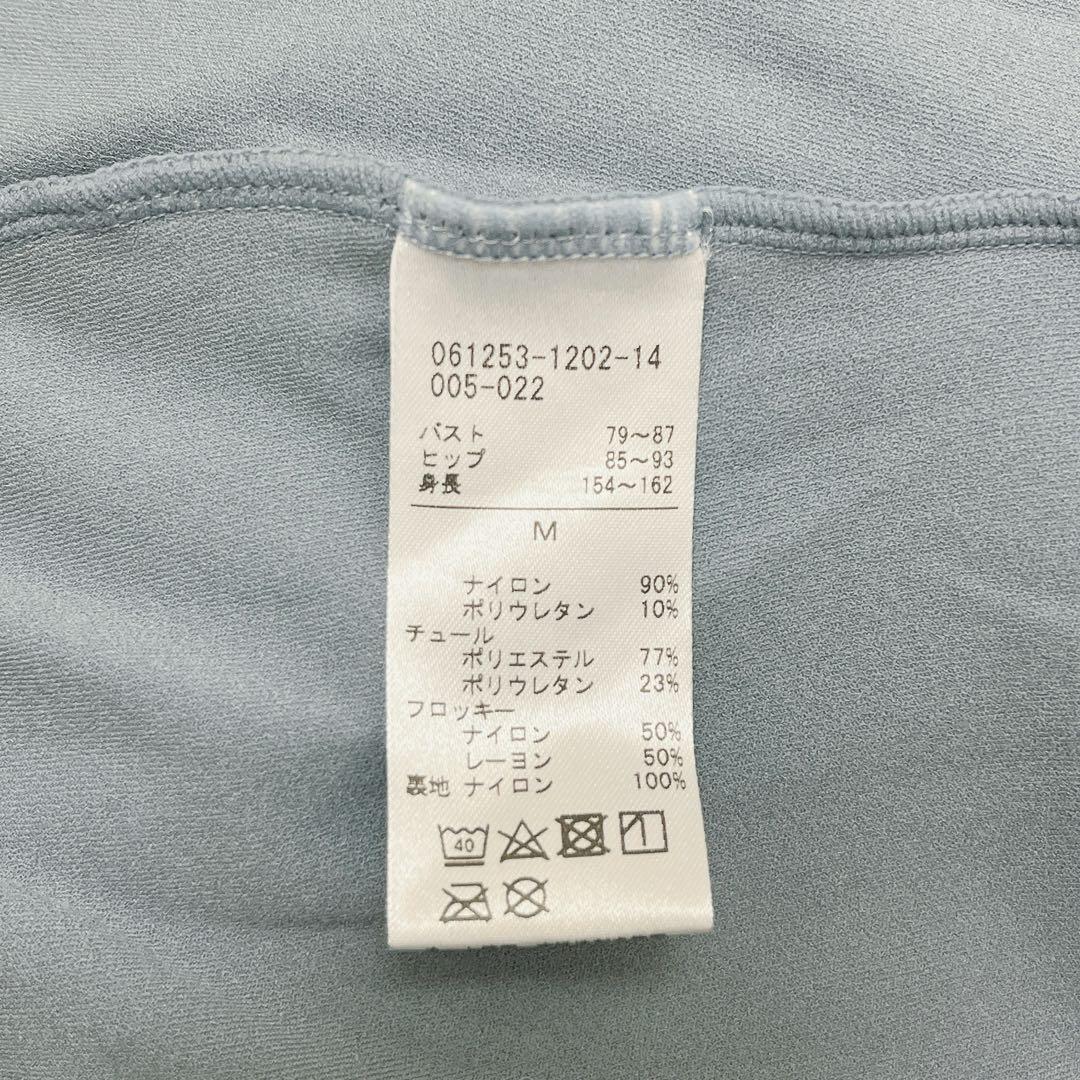 061253-1202-14
005-022
バスト 79～87
ヒップ 85～93
身長 154～162
M
ナイロン 90%
ポリウレタン 10%
チュール
ポリエステル 77%
ポリウレタン 23%
フロッキー
ナイロン 50%
レーヨン 50%
裏地 ナイロン 100%
40